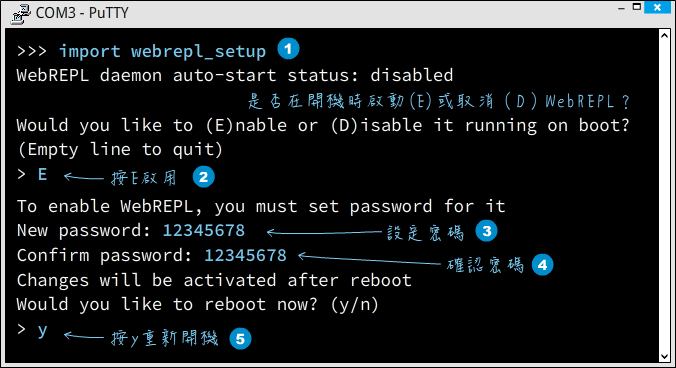 COM3 - PuTTY
>>> import webrepl_setup 1
WebREPL daemon auto-start status: disabled
是否在開機時啟動(E)或取消(D)WebREPL?
Would you like to (E)nable or (D)isable it running on boot?
(Empty line to quit)
> E 按E啟用 2
To enable WebREPL, you must set password for it
New password: 12345678 設定密碼 3
Confirm password: 12345678 確認密碼 4
Changes will be activated after reboot
Would you like to reboot now? (y/n)
> y 按y重新開機 5